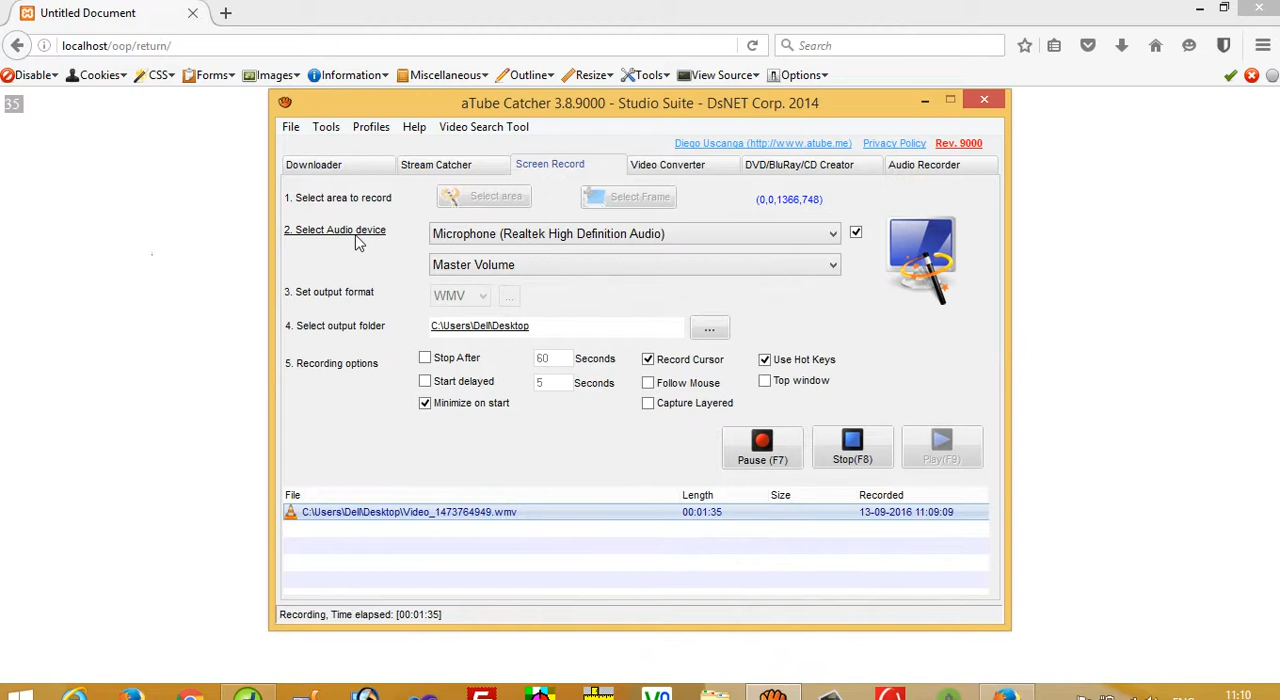 Untitled Document
localhost/oop/return/
Search
Disable Cookies CSS Forms Images Information Miscellaneous Outline Resize Tools View Source Options
35
aTube Catcher 3.8.9000 - Studio Suite - DsNET Corp. 2014
File Tools Profiles Help Video Search Tool
Diego Uscanga (http://www.atube.me) Privacy Policy Rev. 9000
Downloader Stream Catcher Screen Record Video Converter DVD/BluRay/CD Creator Audio Recorder
1. Select area to record Select area Select Frame (0,0,1366,748)
2. Select Audio device Microphone (Realtek High Definition Audio)
Master Volume
3. Set output format WMV ...
4. Select output folder C:\Users\Dell\Desktop ...
5. Recording options Stop After 60 Seconds Record Cursor Use Hot Keys
Start delayed 5 Seconds Follow Mouse Top window
Minimize on start Capture Layered
Pause (F7) Stop(F8) Play(F9)
File Length Size Recorded
C:\Users\Dell\Desktop\Video_1473764949.wmv 00:01:35 13-09-2016 11:09:09
Recording, Time elapsed: [00:01:35]
11:10